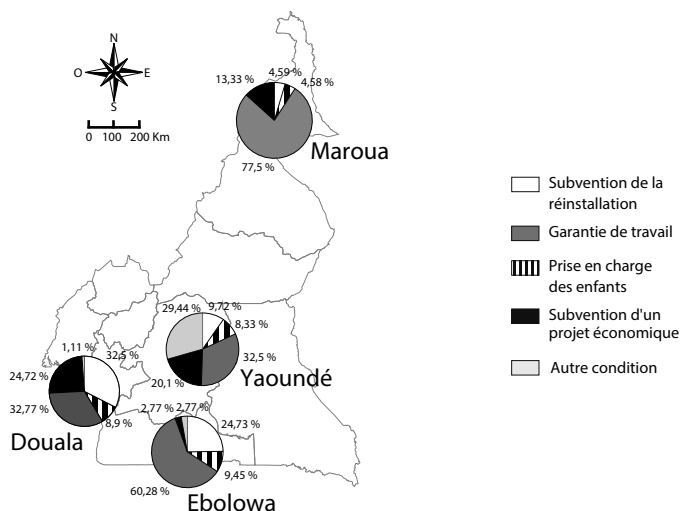 N
O E
S
0 100 200 Km
13,33 % 4,59 % 4,58 %
77,5 %
Maroua
Subvention de la
réinstallation
Garantie de travail
Prise en charge
des enfants
Subvention d'un
projet économique
Autre condition
29,44 % 9,72 %
8,33 %
32,5 %
20,1 %
Yaoundé
1,11 % 32,5 %
24,72 %
32,77 %
8,9 %
Douala
2,77 % 2,77 %
24,73 %
9,45 %
60,28 %
Ebolowa